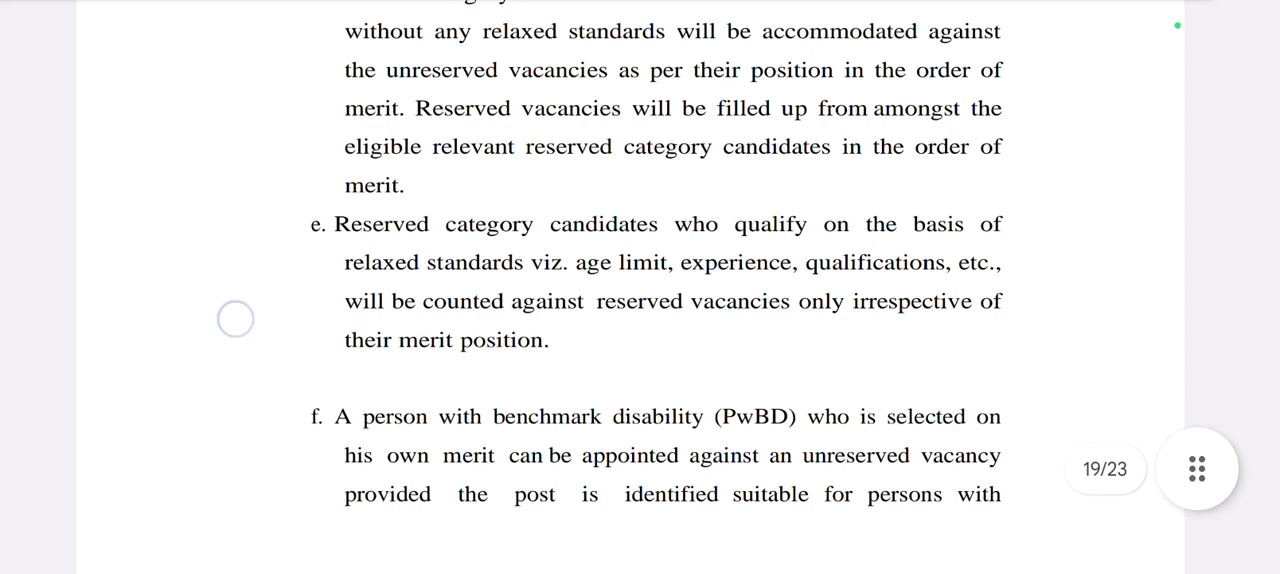 without any relaxed standards will be accommodated against
the unreserved vacancies as per their position in the order of
merit. Reserved vacancies will be filled up from amongst the
eligible relevant reserved category candidates in the order of
merit.
e. Reserved category candidates who qualify on the basis of
relaxed standards viz. age limit, experience, qualifications, etc.,
will be counted against reserved vacancies only irrespective of
their merit position.
f. A person with benchmark disability (PwBD) who is selected on
his own merit can be appointed against an unreserved vacancy
provided the post is identified suitable for persons with
19/23